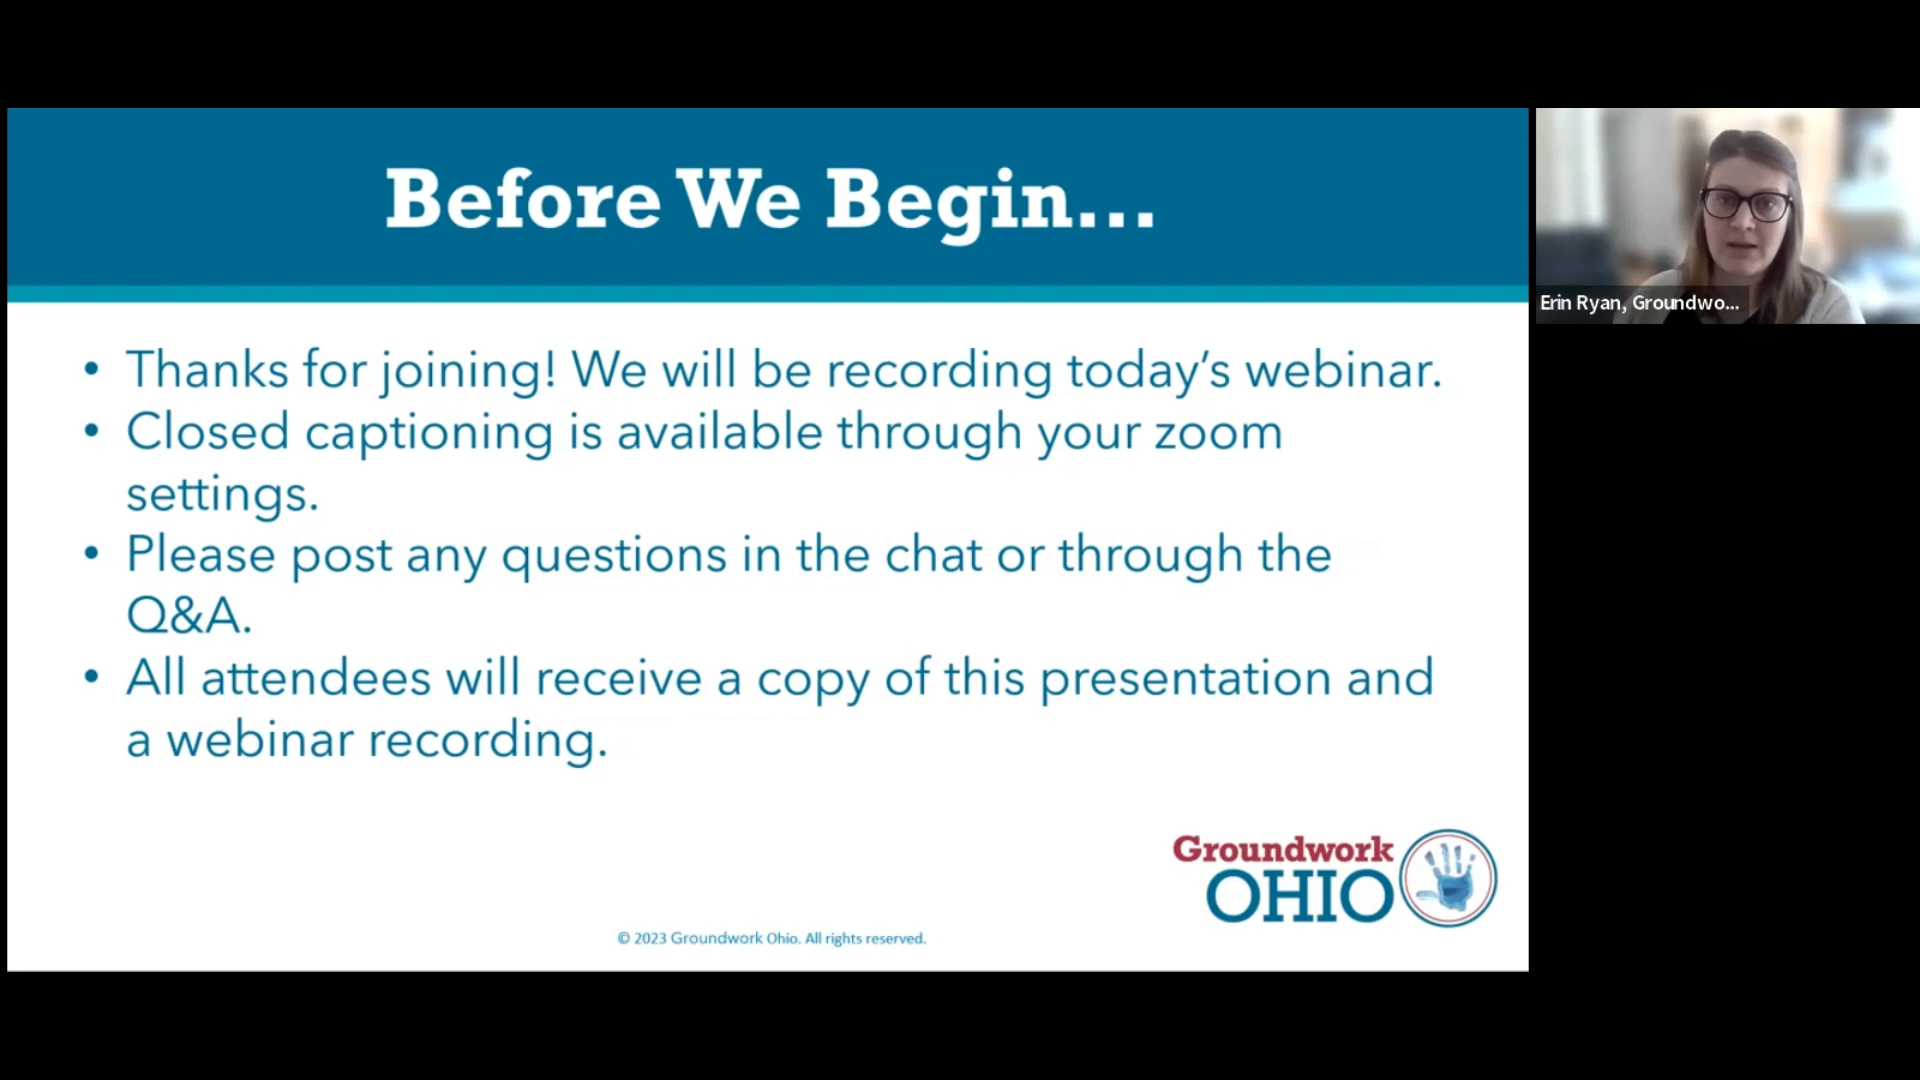 Before We Begin...
• Thanks for joining! We will be recording today's webinar.
• Closed captioning is available through your zoom
settings.
• Please post any questions in the chat or through the
Q&A.
• All attendees will receive a copy of this presentation and
a webinar recording.
Groundwork
OHIO
© 2023 Groundwork Ohio. All rights reserved.
Erin Ryan, Groundwo...